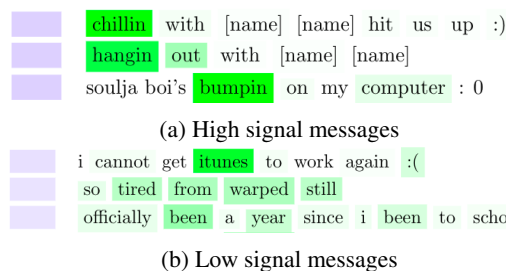 chillin with [name] [name] hit us up :)
hangin out with [name] [name]
soulja boi's bumpin on my computer : 0
(a) High signal messages
i cannot get itunes to work again :(
so tired from warped still
officially been a year since i been to scho
(b) Low signal messages